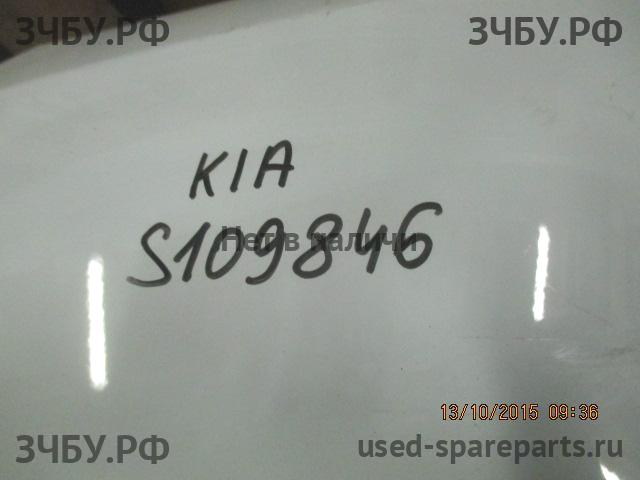 ЗЧБУ.РФ ЗЧБУ.РФ
KIA
Нет в наличии
S109846
13/10/2015 09:36
ЗЧБУ.РФ used-spareparts.ru